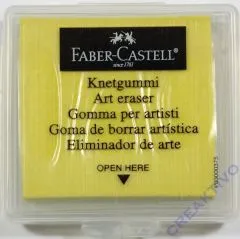 FABER-CASTELL
since 1761
Knetgummi
Art eraser
Gomma per artisti
Goma de borrar artística
Eliminador de arte
OPEN HERE
KREAKTIVO